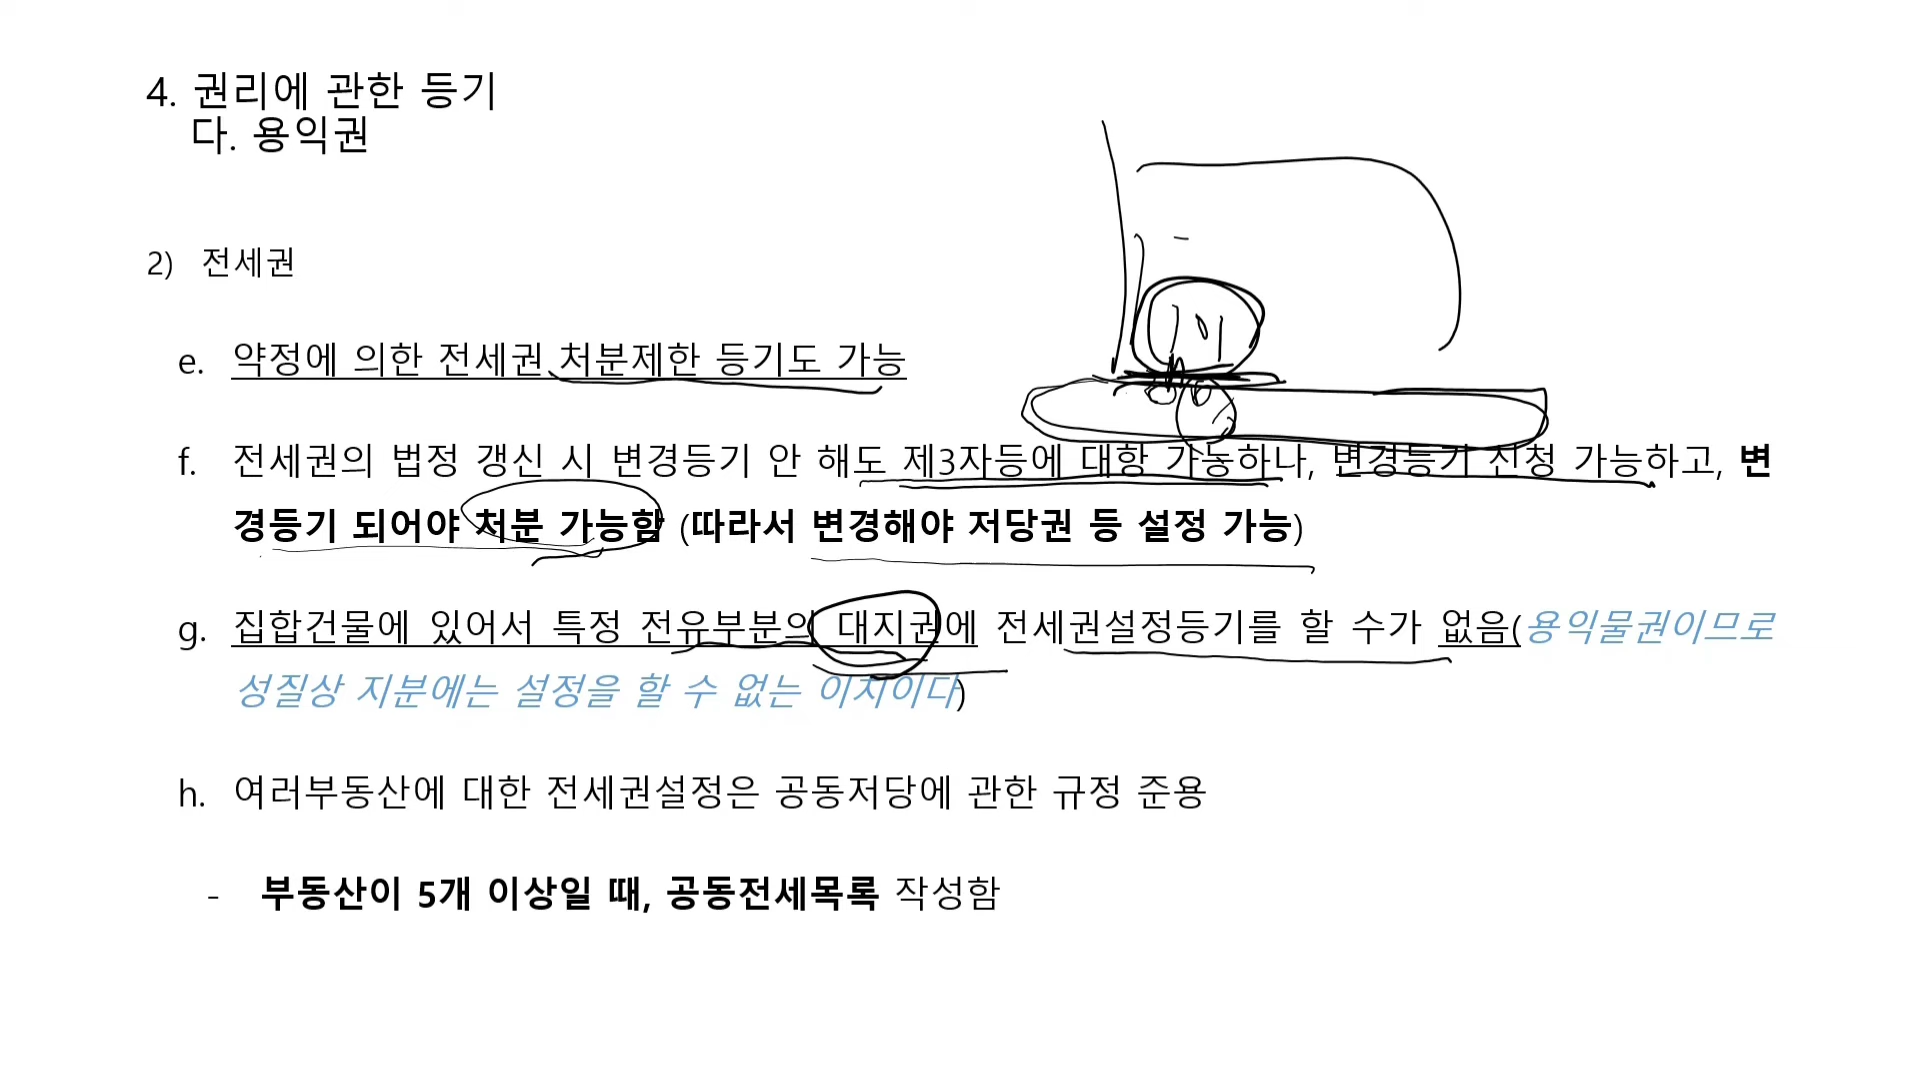 4. 권리에 관한 등기
다. 용익권
2) 전세권
e. 약정에 의한 전세권 처분제한 등기도 가능
f. 전세권의 법정 갱신 시 변경등기 안 해도 제3자등에 대항 가능하나, 변경등기 신청 가능하고, 변
경등기 되어야 처분 가능함 (따라서 변경해야 저당권 등 설정 가능)
g. 집합건물에 있어서 특정 전유부분의 대지권에 전세권설정등기를 할 수가 없음(용익물권이므로
성질상 지분에는 설정을 할 수 없는 이치이다)
h. 여러부동산에 대한 전세권설정은 공동저당에 관한 규정 준용
- 부동산이 5개 이상일 때, 공동전세목록 작성함